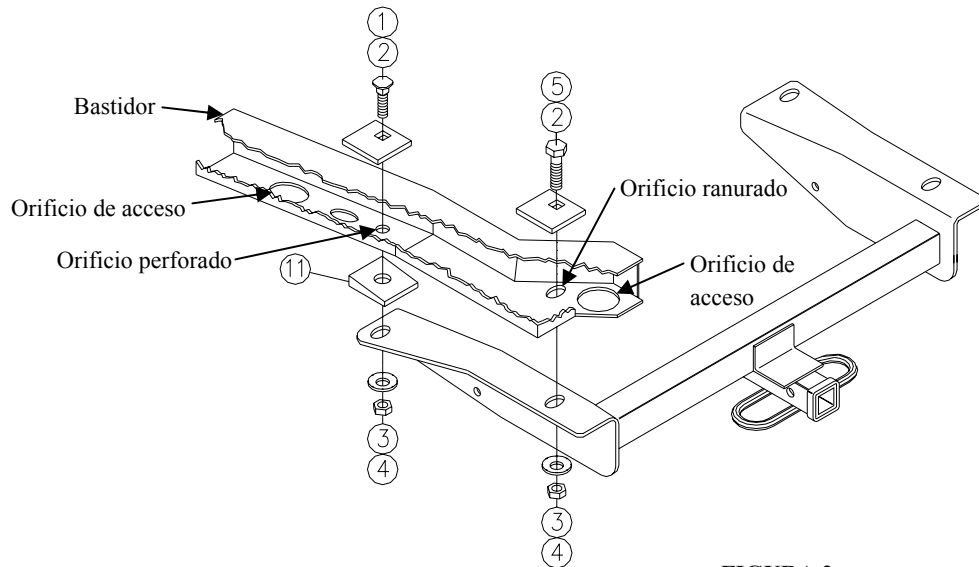 1
2
5
2
Bastidor
Orificio ranurado
Orificio de acceso
Orificio perforado
Orificio de
acceso
11
3
4
3
4
FIGURA